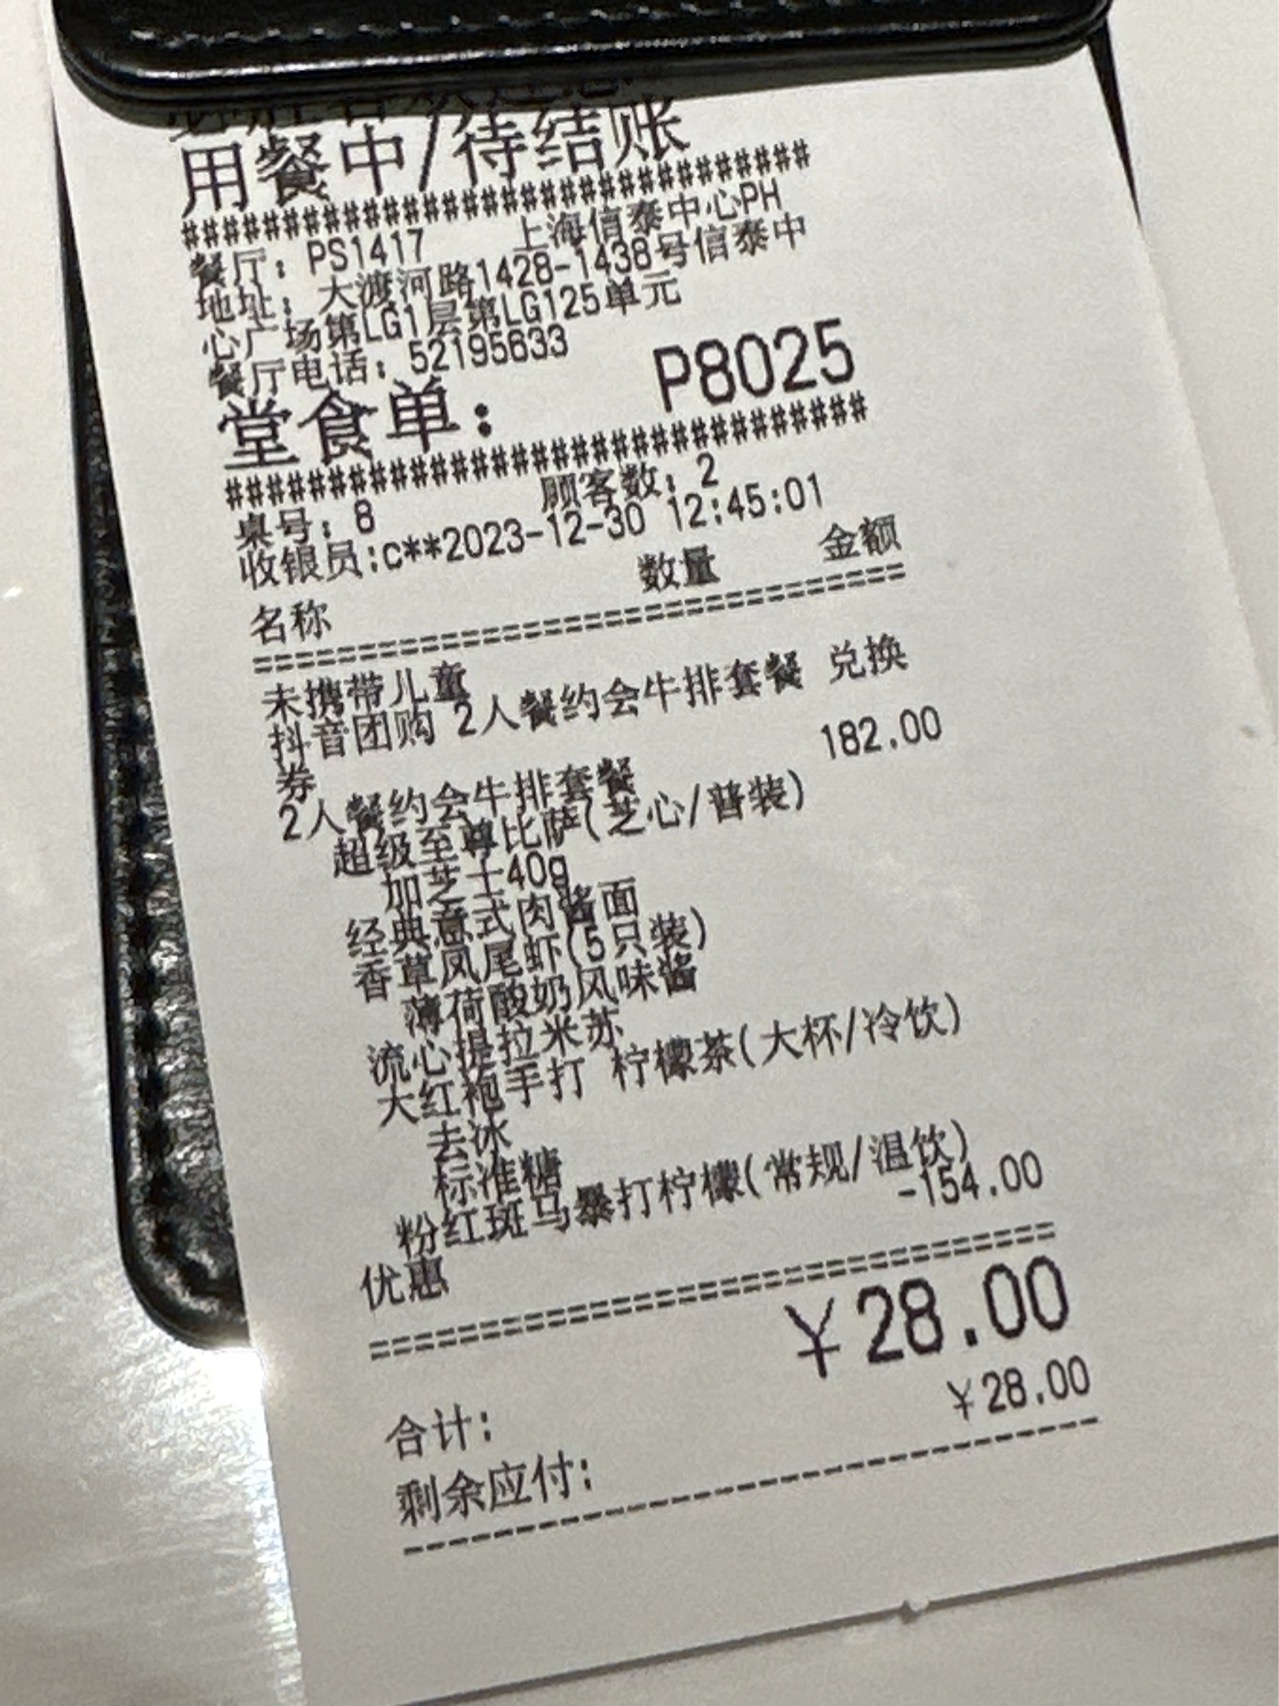 用餐中/待结账
##############################
餐厅: PS1417 上海信泰中心PH
地址: 大渡河路1428-1438号信泰中
心广场第LG1层第LG125单元
餐厅电话: 52195633
堂食单: P8025
##############################
桌号: 8 顾客数: 2
收银员:c**2023-12-30 12:45:01
名称 数量 金额
==============================
未携带儿童
抖音团购 2人餐约会牛排套餐 兑换
券
2人餐约会牛排套餐 182.00
超级至尊比萨(芝心/普装)
加芝士40g
经典意式肉酱面
香草凤尾虾(5只装)
薄荷酸奶风味酱
流心提拉米苏
大红袍手打 柠檬茶(大杯/冷饮)
去冰
标准糖
粉红斑马暴打柠檬(常规/温饮)
优惠 -154.00
==============================
合计: ￥28.00
剩余应付: ￥28.00
------------------------------